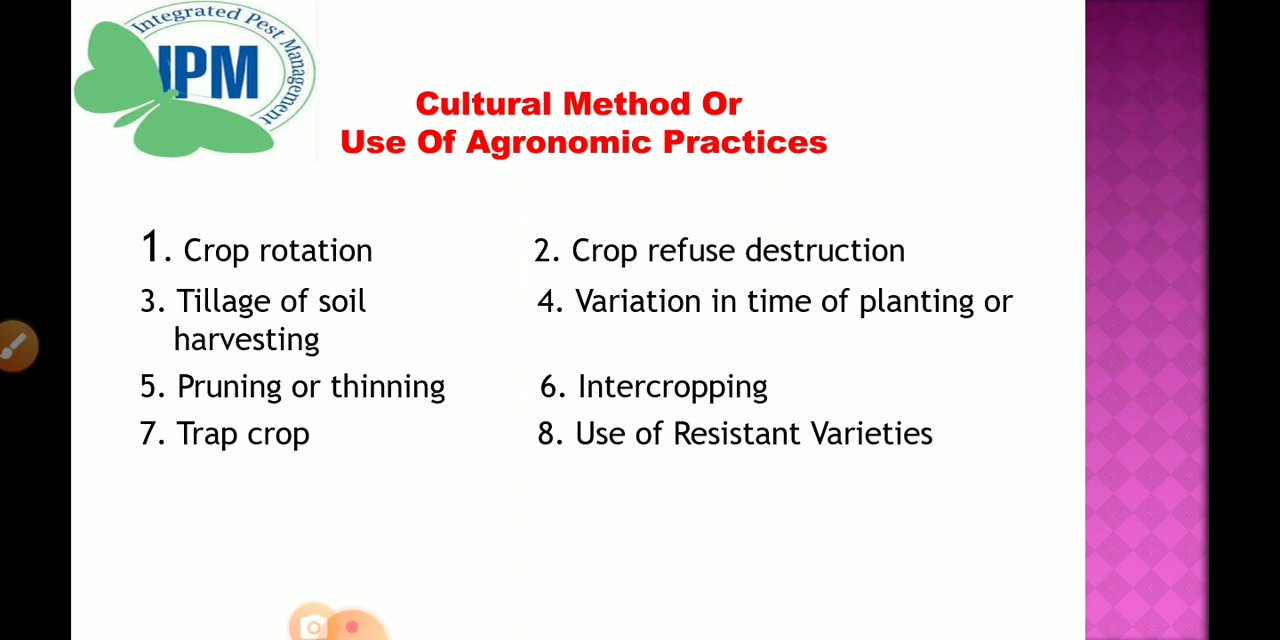 Integrated Pest Management
IPM
Cultural Method Or
Use Of Agronomic Practices
1. Crop rotation 2. Crop refuse destruction
3. Tillage of soil 4. Variation in time of planting or
harvesting
5. Pruning or thinning 6. Intercropping
7. Trap crop 8. Use of Resistant Varieties